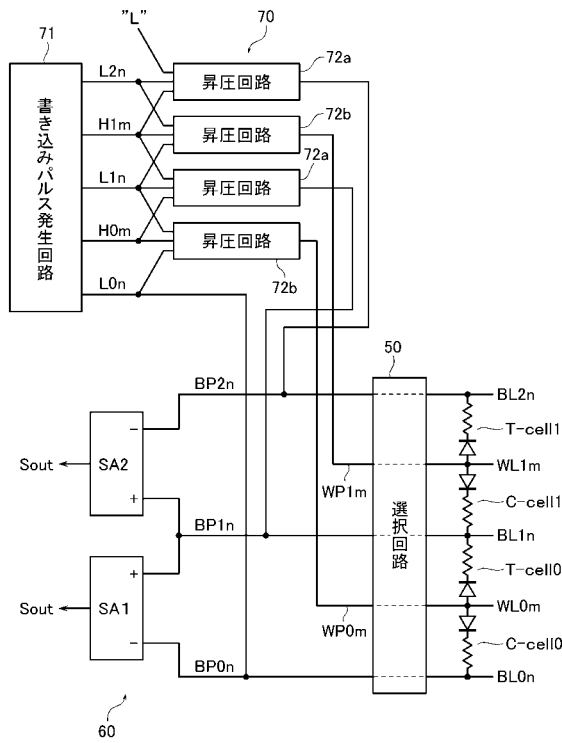 "L"
70
71
72a
L2n
昇圧回路
72b
H1m
昇圧回路
72a
L1n
昇圧回路
H0m
昇圧回路
72b
L0n
書き込みパルス発生回路
50
BP2n
BL2n
T-cell1
SA2
Sout
WP1m
WL1m
C-cell1
選択回路
BP1n
BL1n
T-cell0
SA1
Sout
WP0m
WL0m
C-cell0
BP0n
BL0n
60